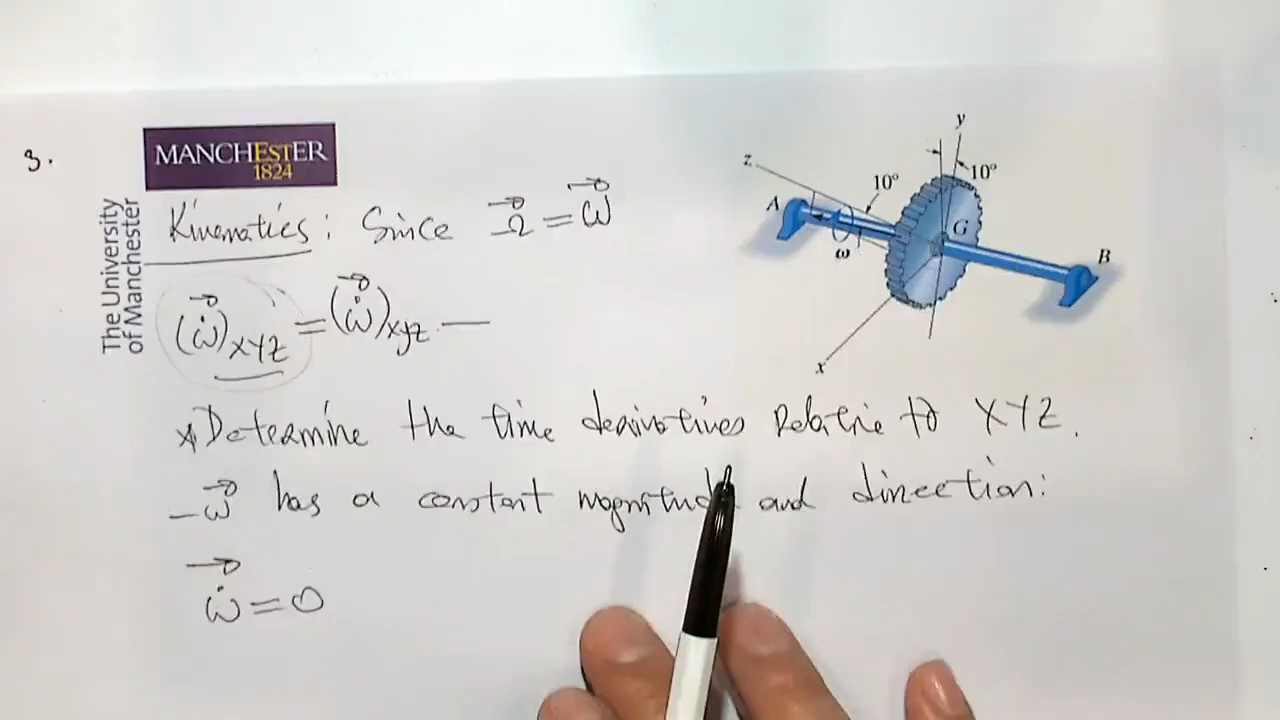 3.
MANCHESTER
1824
The University
of Manchester
Kinematics: Since Ω⃗ = ω⃗
(ω⃗̇)XYZ = (ω⃗̇)xyz —
*Determine the time derivatives Relative to XYZ.
- ω⃗ has a constant magnitude and direction:
ω⃗̇ = 0
y
z
10°
10°
A
G
ω
B
x